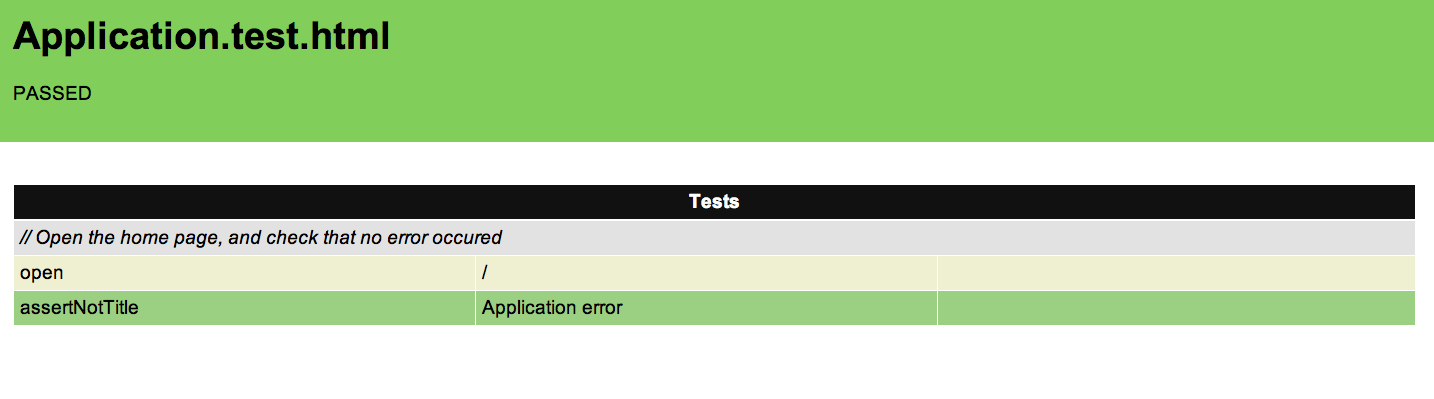 Application.test.html
PASSED
Tests
// Open the home page, and check that no error occured
open /
assertNotTitle Application error